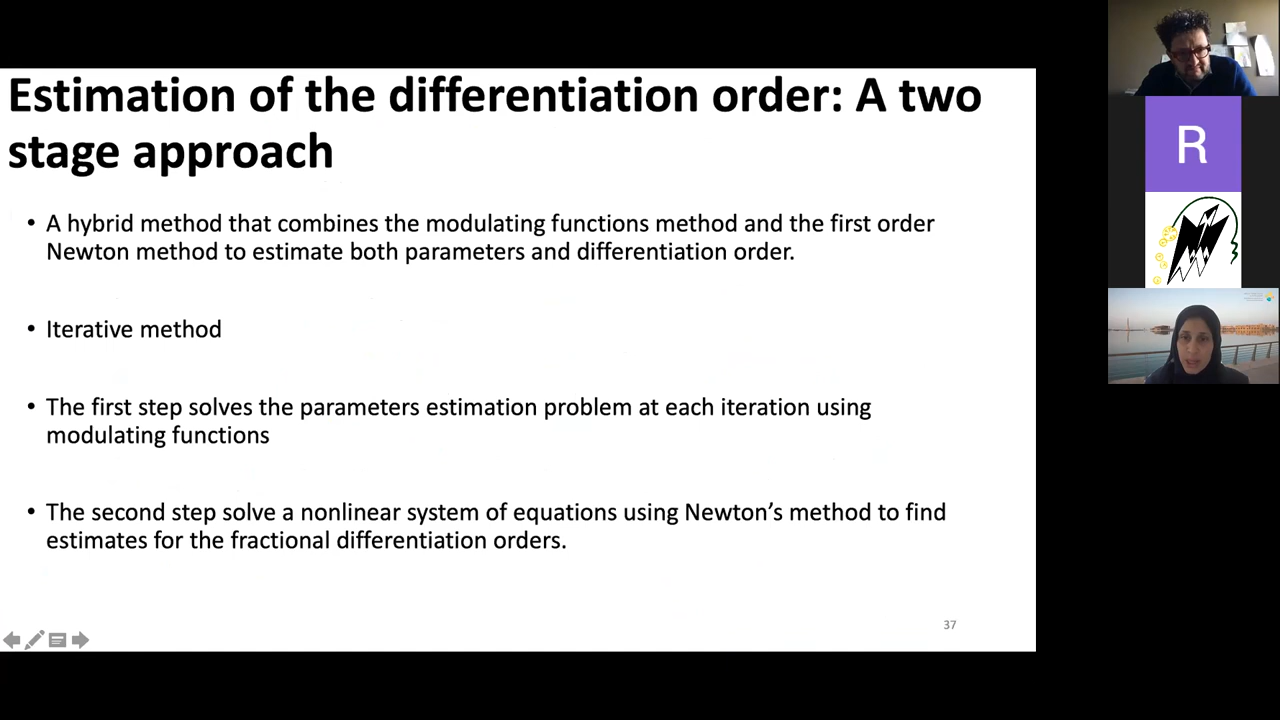 Estimation of the differentiation order: A two
stage approach
• A hybrid method that combines the modulating functions method and the first order
Newton method to estimate both parameters and differentiation order.
• Iterative method
• The first step solves the parameters estimation problem at each iteration using
modulating functions
• The second step solve a nonlinear system of equations using Newton’s method to find
estimates for the fractional differentiation orders.
37
R